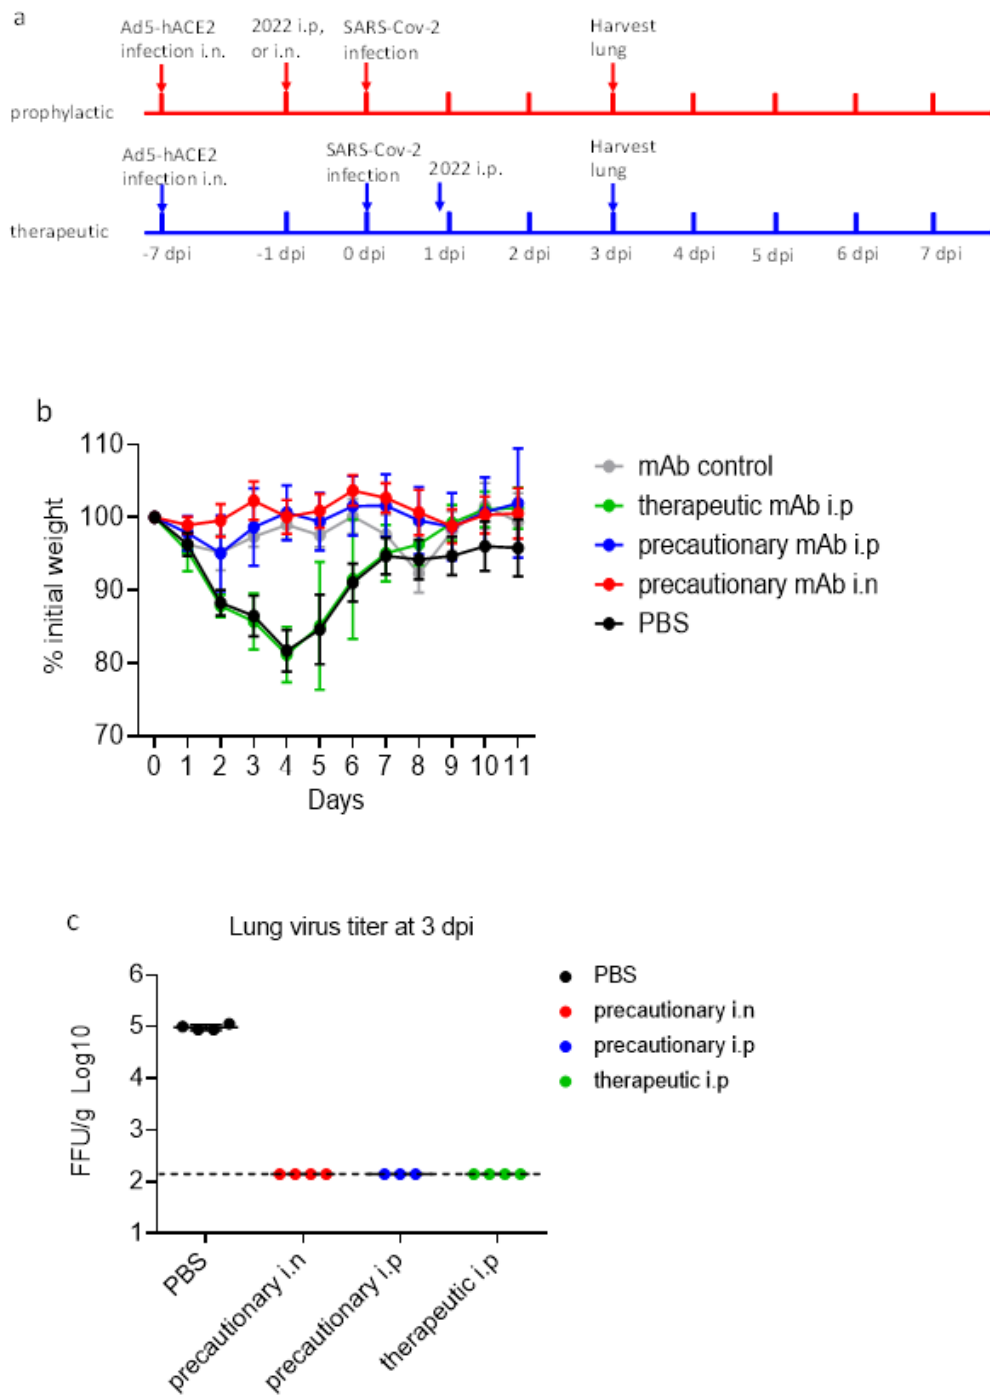 a
Ad5-hACE2
infection i.n.
2022 i.p,
or i.n.
SARS-Cov-2
infection
Harvest
lung
prophylactic
Ad5-hACE2
infection i.n.
SARS-Cov-2
infection
2022 i.p.
Harvest
lung
therapeutic
-7 dpi -1 dpi 0 dpi 1 dpi 2 dpi 3 dpi 4 dpi 5 dpi 6 dpi 7 dpi
b
110
100
90
80
70
% initial weight
0 1 2 3 4 5 6 7 8 9 10 11
Days
mAb control
therapeutic mAb i.p
precautionary mAb i.p
precautionary mAb i.n
PBS
c
Lung virus titer at 3 dpi
6
5
4
3
2
1
FFU/g Log10
PBS
precautionary i.n
precautionary i.p
therapeutic i.p
PBS
precautionary i.n
precautionary i.p
therapeutic i.p